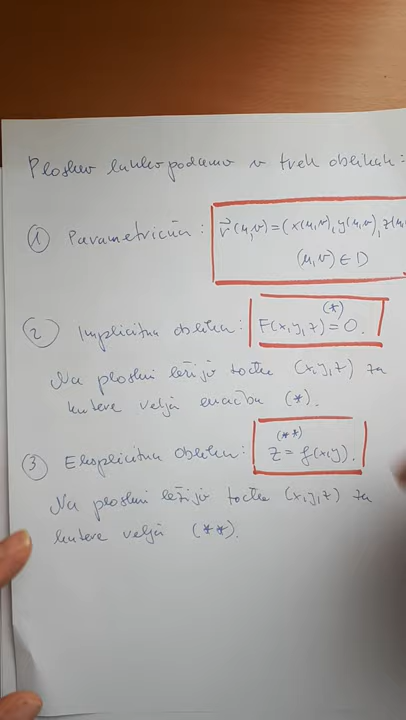 Ploskev lahko podamo v treh oblikah:
① Parametrična: r⃗(u,v)=(x(u,v),y(u,v),z(u,
(u,v)∈D
② Implicitna oblika: F(x,y,z)=0. (*)
Na ploskvi ležijo točke (x,y,z) za
katere velja enačba (*).
③ Eksplicitna oblika: (**)
z=f(x,y).
Na ploskvi ležijo točke (x,y,z) za
katere velja (**).